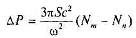 ΔP = 3πSc²/ω² (Nₘ − Nₙ)